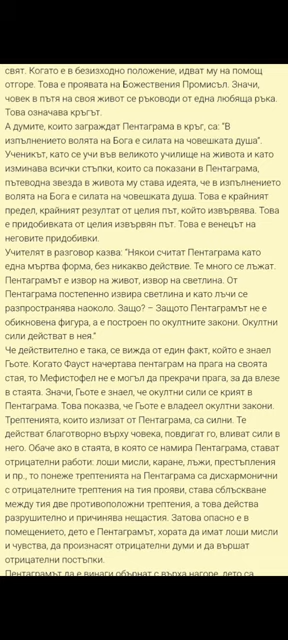 свят. Когато е в безизходно положение, идват му на помощ
отгоре. Това е проявата на Божествения Промисъл. Значи,
човек в пътя на своя живот се ръководи от една любяща ръка.
Това означава кръгът.
А думите, които заграждат Пентаграма в кръг, са: "В
изпълнението волята на Бога е силата на човешката душа".
Ученикът, като се учи във великото училище на живота и като
изминава всички стъпки, които са показани в Пентаграма,
пътеводна звезда в живота му става идеята, че в изпълнението
волята на Бога е силата на човешката душа. Това е крайният
предел, крайният резултат от целия път, който извървява. Това
е придобивката от целия извървян път. Това е венецът на
неговите придобивки.
Учителят в разговор казва: “Някои считат Пентаграма като
една мъртва форма, без никакво действие. Те много се лъжат.
Пентаграмът е извор на живот, извор на светлина. От
Пентаграма постепенно извира светлина и като лъчи се
разпространява наоколо. Защо? – Защото Пентаграмът не е
обикновена фигура, а е построен по окултните закони. Окултни
сили действат в нея.”
Че действително е така, се вижда от един факт, който е знаел
Гьоте. Когато Фауст начертава пентаграм на прага на своята
стая, то Мефистофел не е могъл да прекрачи прага, за да влезе
в стаята. Значи, Гьоте е знаел, че окултни сили се крият в
Пентаграма. Това показва, че Гьоте е владеел окултни закони.
Трептенията, които излизат от Пентаграма, са силни. Те
действат благотворно върху човека, повдигат го, вливат сили в
него. Обаче ако в стаята, в която се намира Пентаграма, стават
отрицателни работи: лоши мисли, каране, лъжи, престъпления
и пр., то понеже трептенията на Пентаграма са дисхармонични
с отрицателните трептения на тия прояви, става сблъскване
между тия две противоположни трептения, а това действа
разрушително и причинява нещастия. Затова опасно е в
помещението, дето е Пентаграмът, хората да имат лоши мисли
и чувства, да произнасят отрицателни думи и да вършат
отрицателни постъпки.
Пентаграмът да е винаги обърнат с върха нагоре, дето са